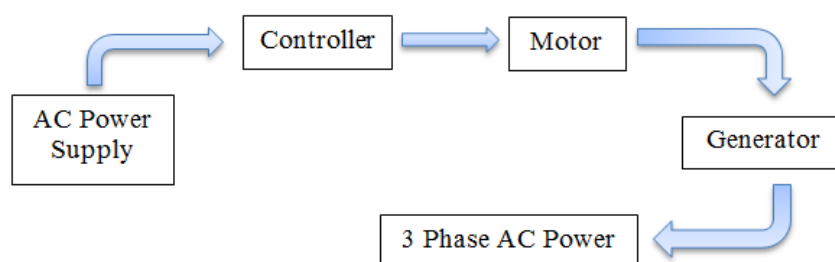 AC Power
Supply
Controller
Motor
Generator
3 Phase AC Power